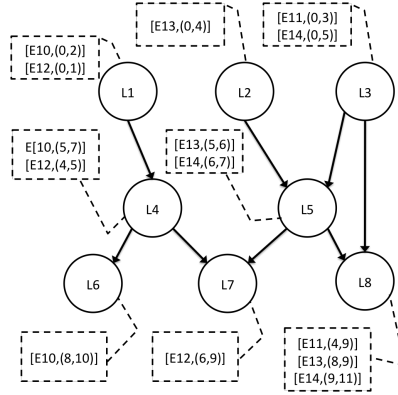 [E13,(0,4)]
[E11,(0,3)]
[E14,(0,5)]
[E10,(0,2)]
[E12,(0,1)]
L1
L2
L3
E[10,(5,7)]
[E12,(4,5)]
[E13,(5,6)]
[E14,(6,7)]
L4
L5
L6
L7
L8
[E10,(8,10)]
[E12,(6,9)]
[E11,(4,9)]
[E13,(8,9)]
[E14,(9,11)]